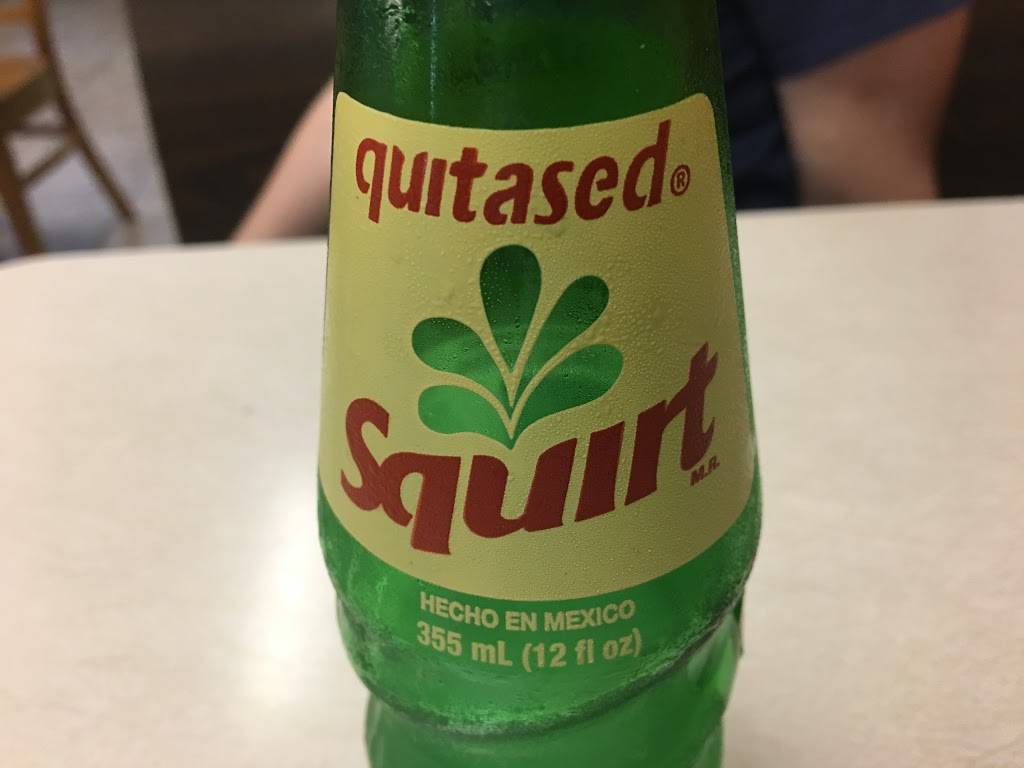 quitased®
Squirt M.R.
HECHO EN MEXICO
355 mL (12 fl oz)